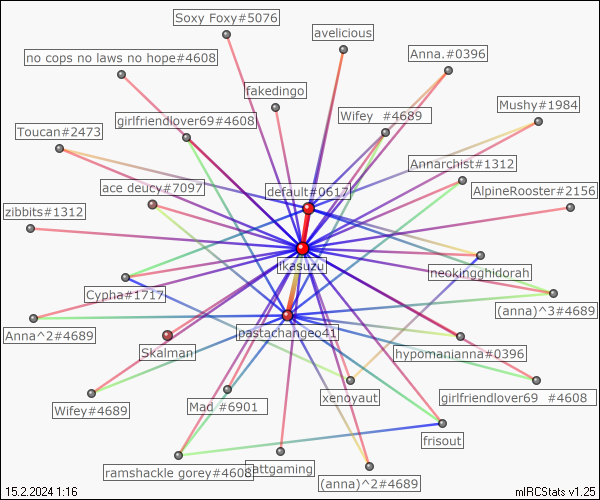 Soxy Foxy#5076
avelicious
Anna.#0396
no cops no laws no hope#4608
fakedingo
Mushy#1984
girlfriendlover69#4608
Wifey #4689
Toucan#2473
Annarchist#1312
ace deucy#7097
default#0617
AlpineRooster#2156
zibbits#1312
ikasuzu
neokingghidorah
Cypha#1717
(anna)^3#4689
Anna^2#4689
pastachangeo41
Skalman
hypomanianna#0396
xenoyaut
girlfriendlover69 #4608
Wifey#4689
Mad #6901
frisout
ramshackle gorey#4608
attgaming
(anna)^2#4689
15.2.2024 1:16
mIRCStats v1.25